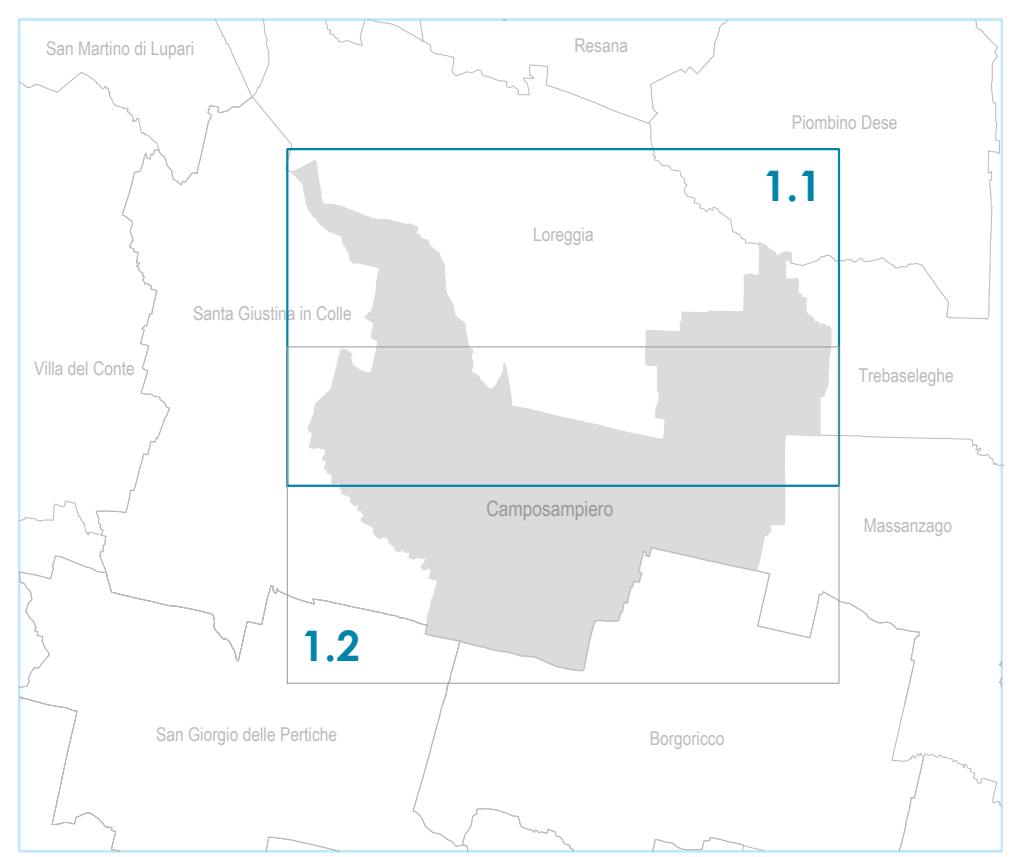 San Martino di Lupari
Resana
Piombino Dese
1.1
Loreggia
Santa Giustina in Colle
Villa del Conte
Trebaseleghe
Camposampiero
Massanzago
1.2
San Giorgio delle Pertiche
Borgoricco